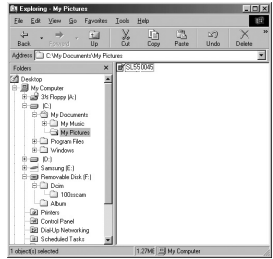 Exploring - My Pictures
File Edit View Go Favorites Tools Help
Back Forward Up Cut Copy Paste Undo Delete »
Address C:\My Documents\My Pictures
Folders ×
SL550045
Desktop
My Computer
3½ Floppy (A:)
(C:)
My Documents
My Music
My Pictures
Program Files
Windows
(D:)
Samsung (E:)
Removable Disk (F:)
Dcim
100sscam
Album
Printers
Control Panel
Dial-Up Networking
Scheduled Tasks
1 object(s) selected 1.27ME My Computer